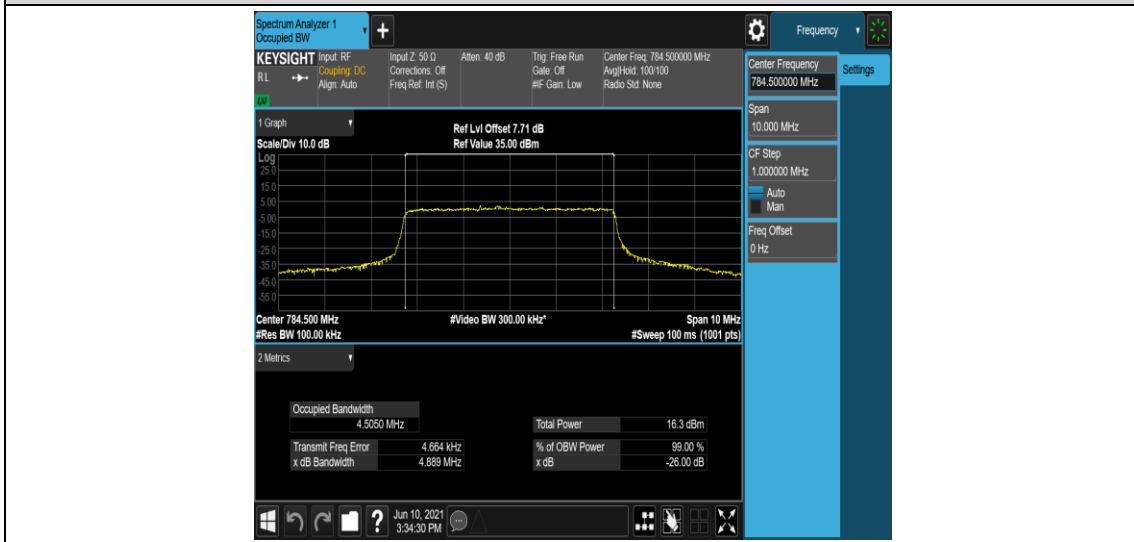 Spectrum Analyzer 1
Occupied BW
Frequency
KEYSIGHT
RL
Input: RF
Coupling: DC
Align: Auto
Input Z: 50 Ω
Corrections: Off
Freq Ref: Int (S)
Atten: 40 dB
Trig: Free Run
Gate: Off
#IF Gain: Low
Center Freq: 784.500000 MHz
Avg|Hold: 100/100
Radio Std: None
Center Frequency
784.500000 MHz
Settings
Span
10.000 MHz
CF Step
1.000000 MHz
Auto
Man
Freq Offset
0 Hz
1 Graph
Scale/Div 10.0 dB
Ref Lvl Offset 7.71 dB
Ref Value 35.00 dBm
Log
25.0
15.0
5.00
-5.00
-15.0
-25.0
-35.0
-45.0
-55.0
Center 784.500 MHz
#Video BW 300.00 kHz*
Span 10 MHz
#Res BW 100.00 kHz
#Sweep 100 ms (1001 pts)
2 Metrics
Occupied Bandwidth
4.5050 MHz
Total Power 16.3 dBm
Transmit Freq Error 4.664 kHz
% of OBW Power 99.00 %
x dB Bandwidth 4.889 MHz
x dB -26.00 dB
?
Jun 10, 2021
3:34:30 PM